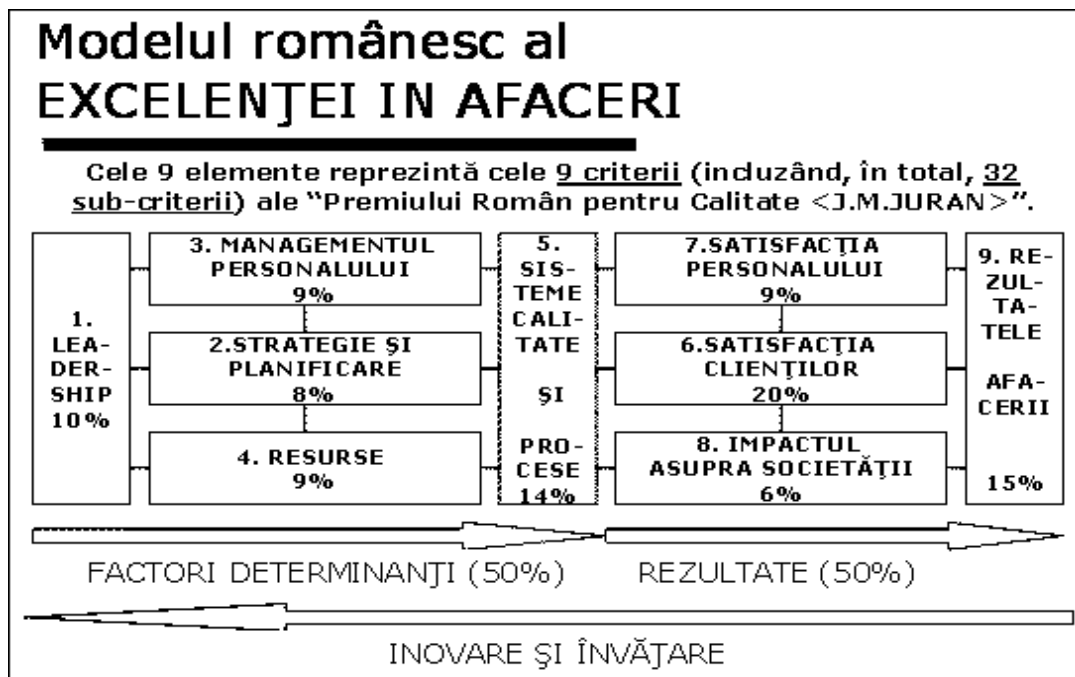 Modelul românesc al
EXCELENŢEI IN AFACERI
Cele 9 elemente reprezintă cele 9 criterii (incluzând, în total, 32
sub-criterii) ale “Premiului Român pentru Calitate <J.M.JURAN>”.
1.
LEA-
DER-
SHIP
10%
3. MANAGEMENTUL
PERSONALULUI
9%
2.STRATEGIE ŞI
PLANIFICARE
8%
4. RESURSE
9%
5.
SIS-
TEME
CALI-
TATE
ŞI
PRO-
CESE
14%
7.SATISFACŢIA
PERSONALULUI
9%
6.SATISFACŢIA
CLIENŢILOR
20%
8. IMPACTUL
ASUPRA SOCIETĂŢII
6%
9. RE-
ZUL-
TA-
TELE
AFA-
CERII
15%
FACTORI DETERMINANŢI (50%)
REZULTATE (50%)
INOVARE ŞI ÎNVĂŢARE